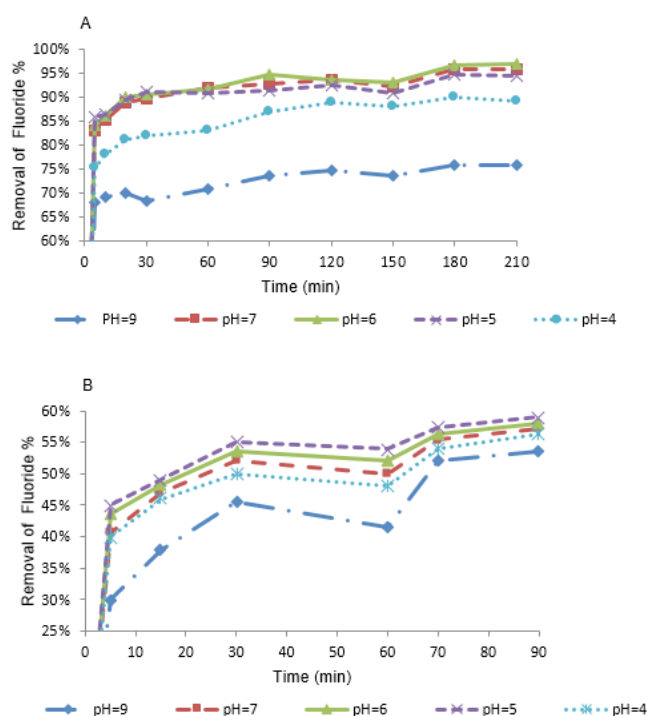 A
100%
95%
90%
85%
80%
75%
70%
65%
60%
Removal of Fluoride %
0 30 60 90 120 150 180 210
Time (min)
PH=9 pH=7 pH=6 pH=5 pH=4
B
60%
55%
50%
45%
40%
35%
30%
25%
Removal of Fluoride %
0 10 20 30 40 50 60 70 80 90
Time (min)
pH=9 pH=7 pH=6 pH=5 pH=4